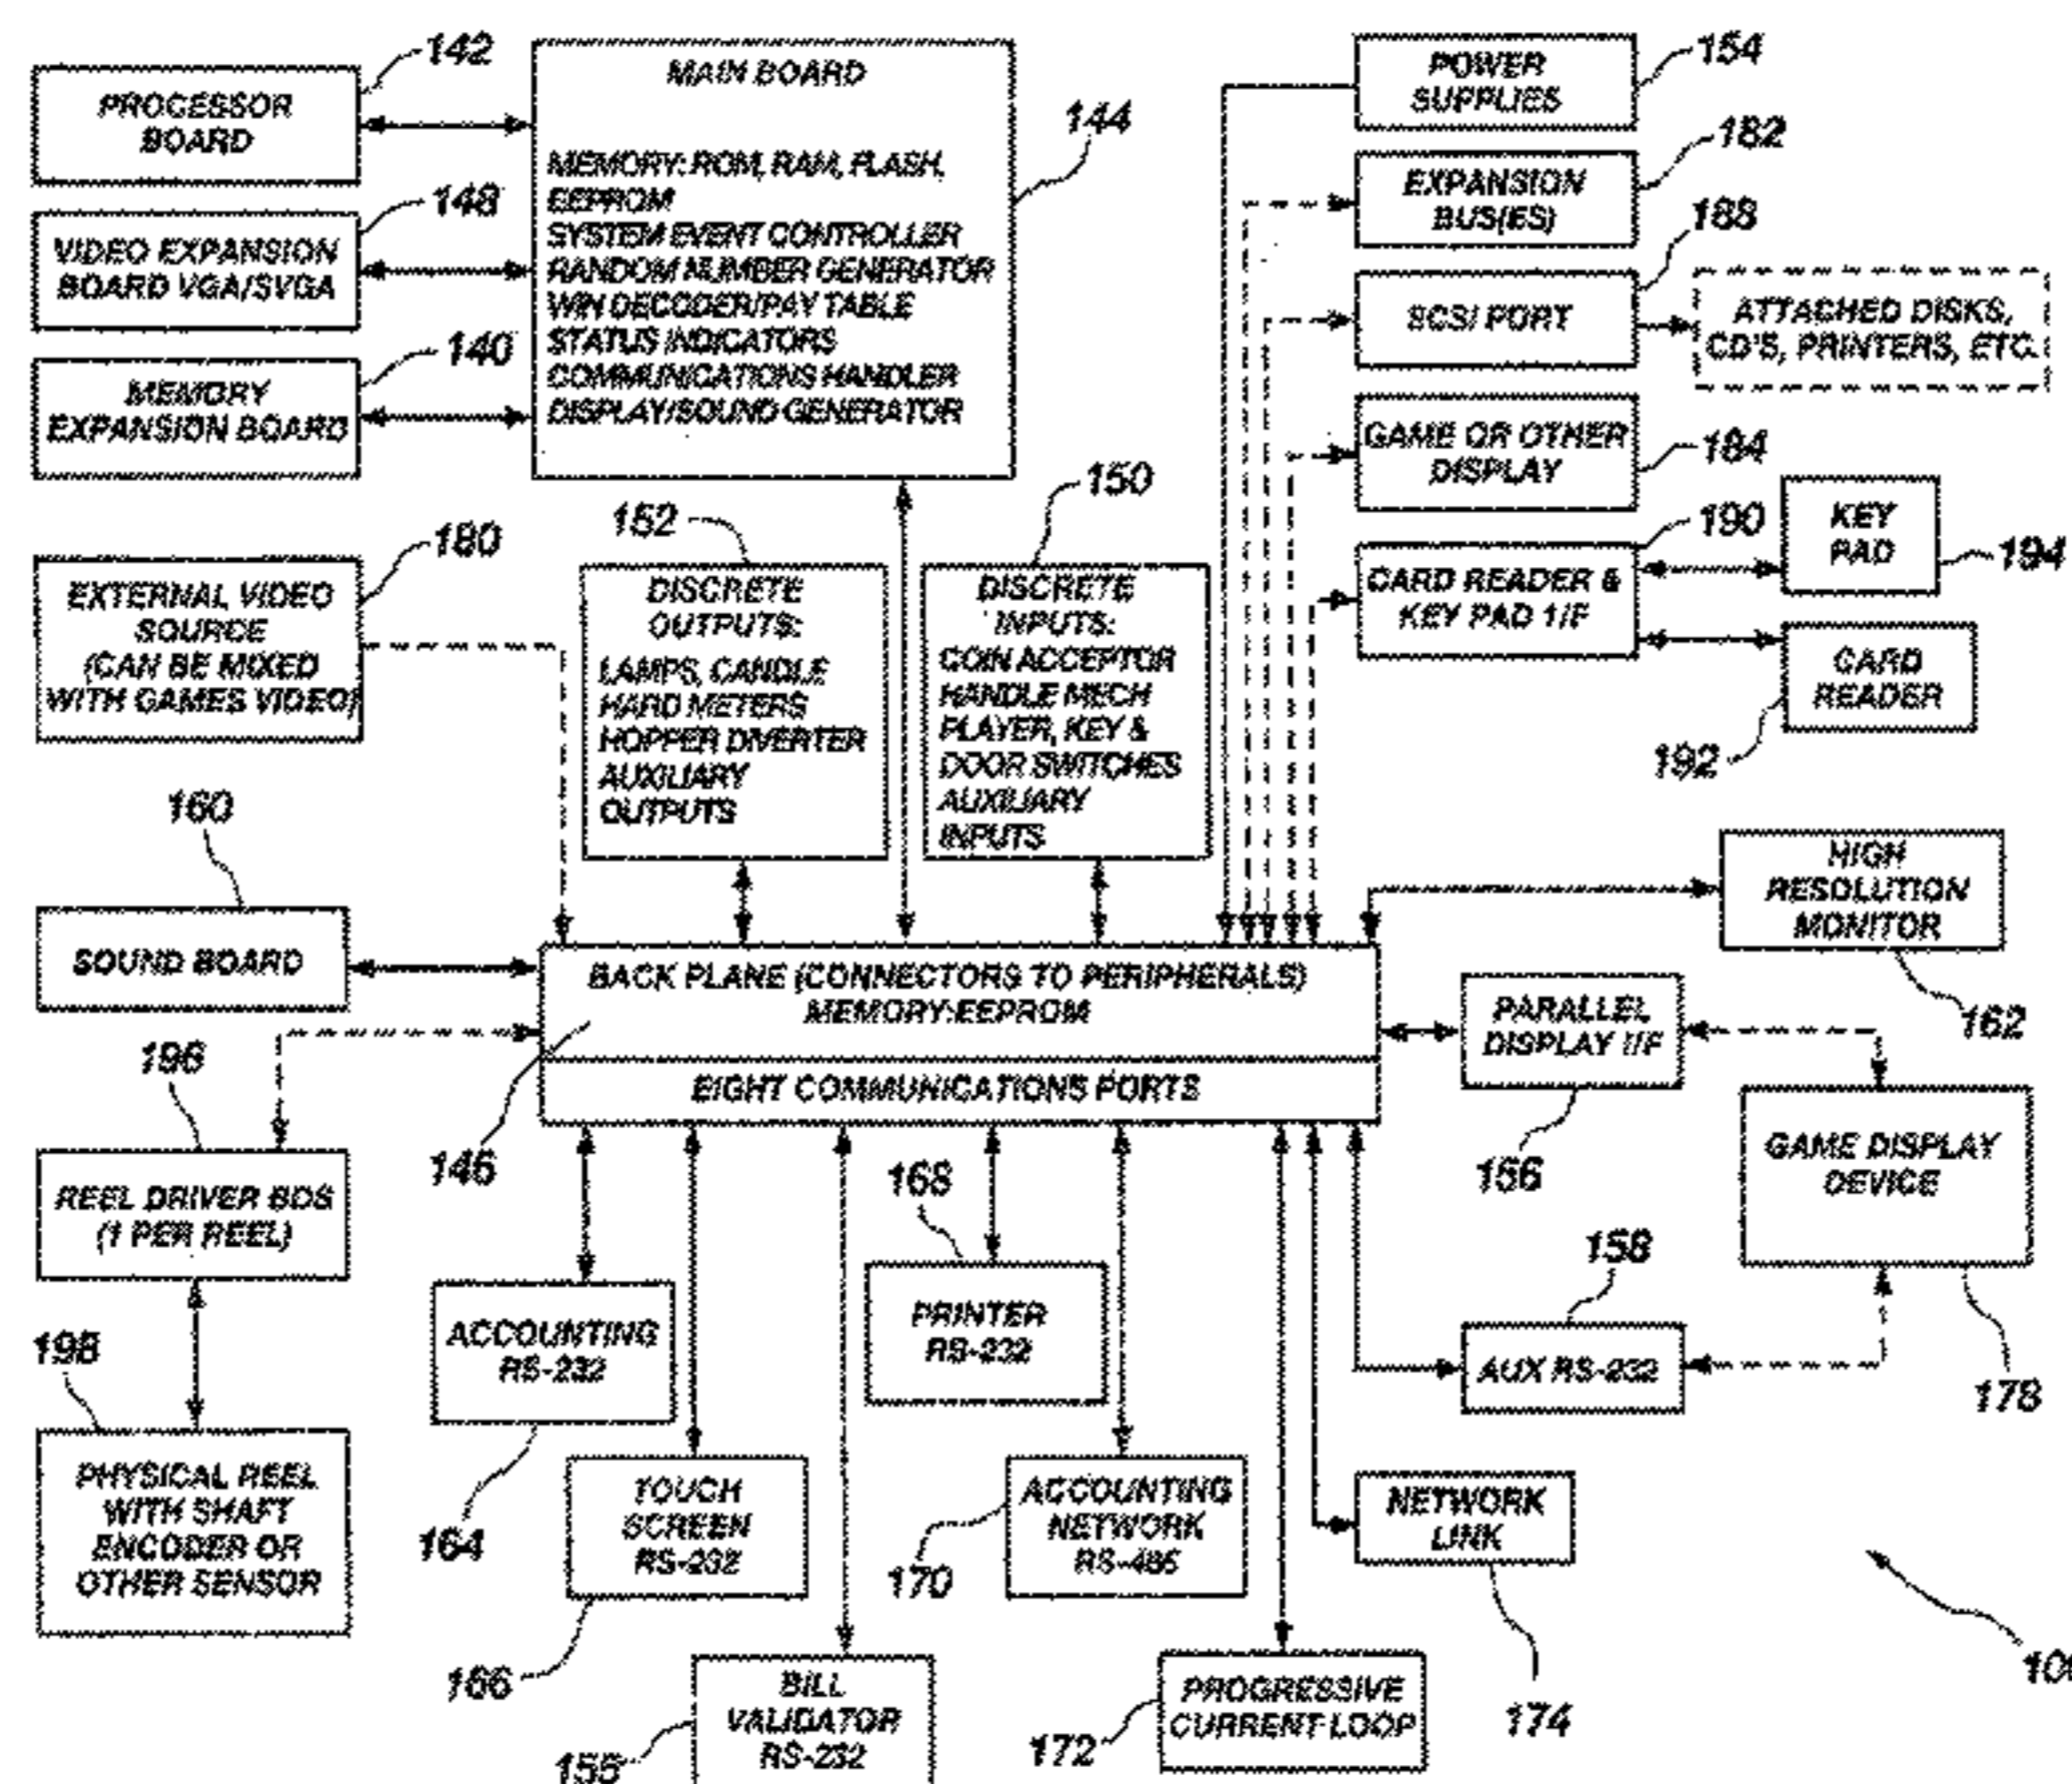 142
PROCESSOR
BOARD
148
VIDEO EXPANSION
BOARD VGA/SVGA
140
MEMORY
EXPANSION BOARD
MAIN BOARD
MEMORY: ROM, RAM, FLASH,
EEPROM
SYSTEM EVENT CONTROLLER
RANDOM NUMBER GENERATOR
WIN DECODER/PAY TABLE
STATUS INDICATORS
COMMUNICATIONS HANDLER
DISPLAY/SOUND GENERATOR
144
POWER
SUPPLIES
154
EXPANSION
BUS(ES)
182
188
SCSI PORT
ATTACHED DISKS,
CD'S, PRINTERS, ETC.
GAME OR OTHER
DISPLAY
184
190
CARD READER &
KEY PAD 1/F
KEY
PAD
194
CARD
READER
192
180
EXTERNAL VIDEO
SOURCE
(CAN BE MIXED
WITH GAMES VIDEO)
152
DISCRETE
OUTPUTS:
LAMPS, CANDLE
HARD METERS
HOPPER DIVERTER
AUXILIARY
OUTPUTS
150
DISCRETE
INPUTS:
COIN ACCEPTOR
HANDLE MECH
PLAYER, KEY &
DOOR SWITCHES
AUXILIARY
INPUTS
160
SOUND BOARD
HIGH
RESOLUTION
MONITOR
162
BACK PLANE (CONNECTORS TO PERIPHERALS)
MEMORY:EEPROM
EIGHT COMMUNICATIONS PORTS
146
PARALLEL
DISPLAY I/F
156
GAME DISPLAY
DEVICE
178
196
REEL DRIVER BDS
(1 PER REEL)
198
PHYSICAL REEL
WITH SHAFT
ENCODER OR
OTHER SENSOR
ACCOUNTING
RS-232
164
168
PRINTER
RS-232
158
AUX RS-232
TOUCH
SCREEN
RS-232
166
ACCOUNTING
NETWORK
RS-485
170
NETWORK
LINK
174
BILL
VALIDATOR
RS-232
155
PROGRESSIVE
CURRENT LOOP
172